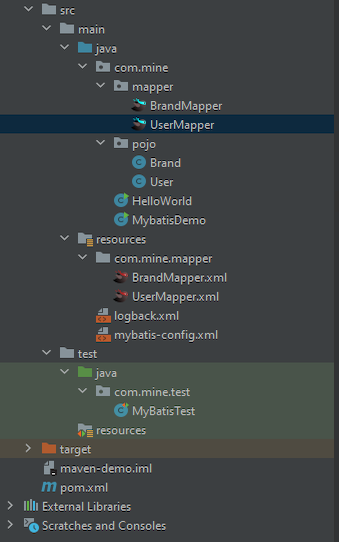 src
main
java
com.mine
mapper
BrandMapper
UserMapper
pojo
Brand
User
HelloWorld
MybatisDemo
resources
com.mine.mapper
BrandMapper.xml
UserMapper.xml
logback.xml
mybatis-config.xml
test
java
com.mine.test
MyBatisTest
resources
target
maven-demo.iml
pom.xml
External Libraries
Scratches and Consoles